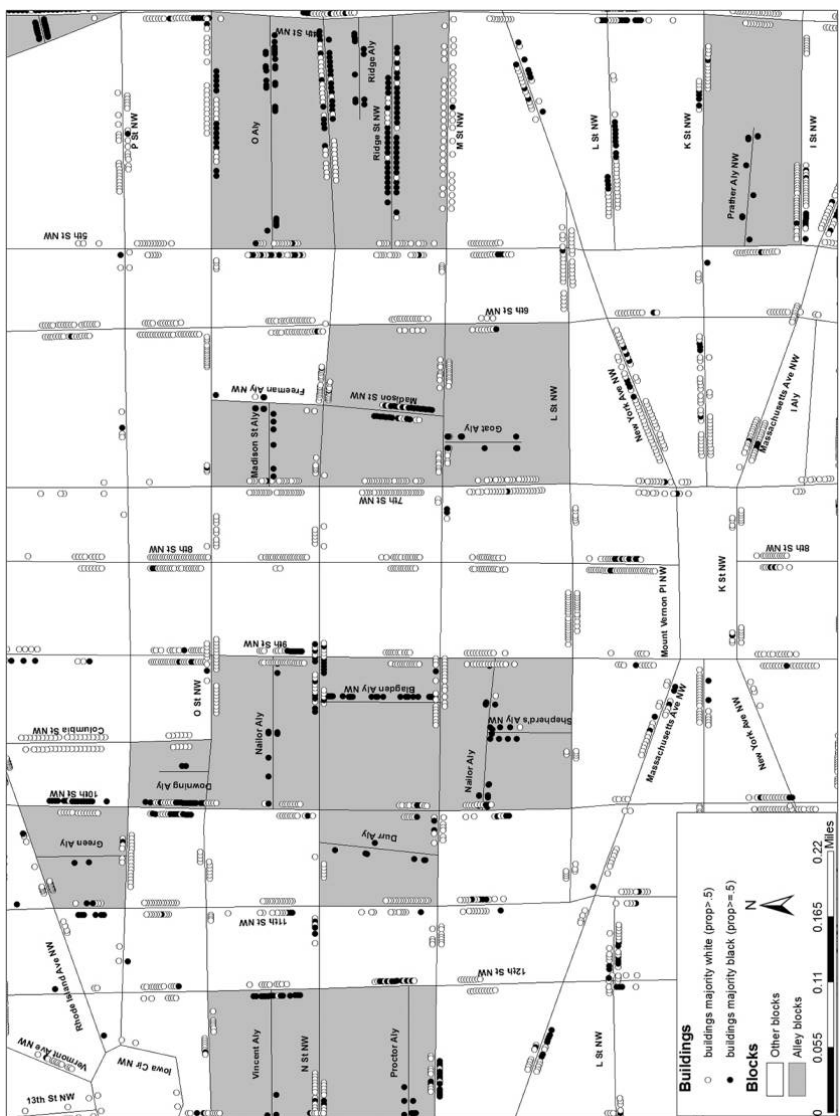 13th St NW
Vermont Ave NW
Iowa Cir NW
Rhode Island Ave NW
Green Aly
10th St NW
Columbia St NW
Downing Aly
O St NW
8th St NW
5th St NW
P St NW
Vincent Aly
N St NW
Proctor Aly
11th St NW
12th St NW
Durr Aly
Nailor Aly
9th St NW
Blagden Aly NW
Nailor Aly
Shepherd's Aly NW
7th St NW
Madison St Aly
Freeman Aly NW
Madison St NW
Goat Aly
6th St NW
O Aly
4th St NW
Ridge Aly
Ridge St NW
M St NW
L St NW
L St NW
L St NW
Massachusetts Ave NW
Mount Vernon Pl NW
New York Ave NW
K St NW
K St NW
New York Ave NW
8th St NW
Massachusetts Ave NW
I Aly
Prather Aly NW
I St NW
Buildings
buildings majority white (prop>.5)
buildings majority black (prop>=.5)
Blocks
Other blocks
Alley blocks
N
0 0.055 0.11 0.165 0.22
Miles